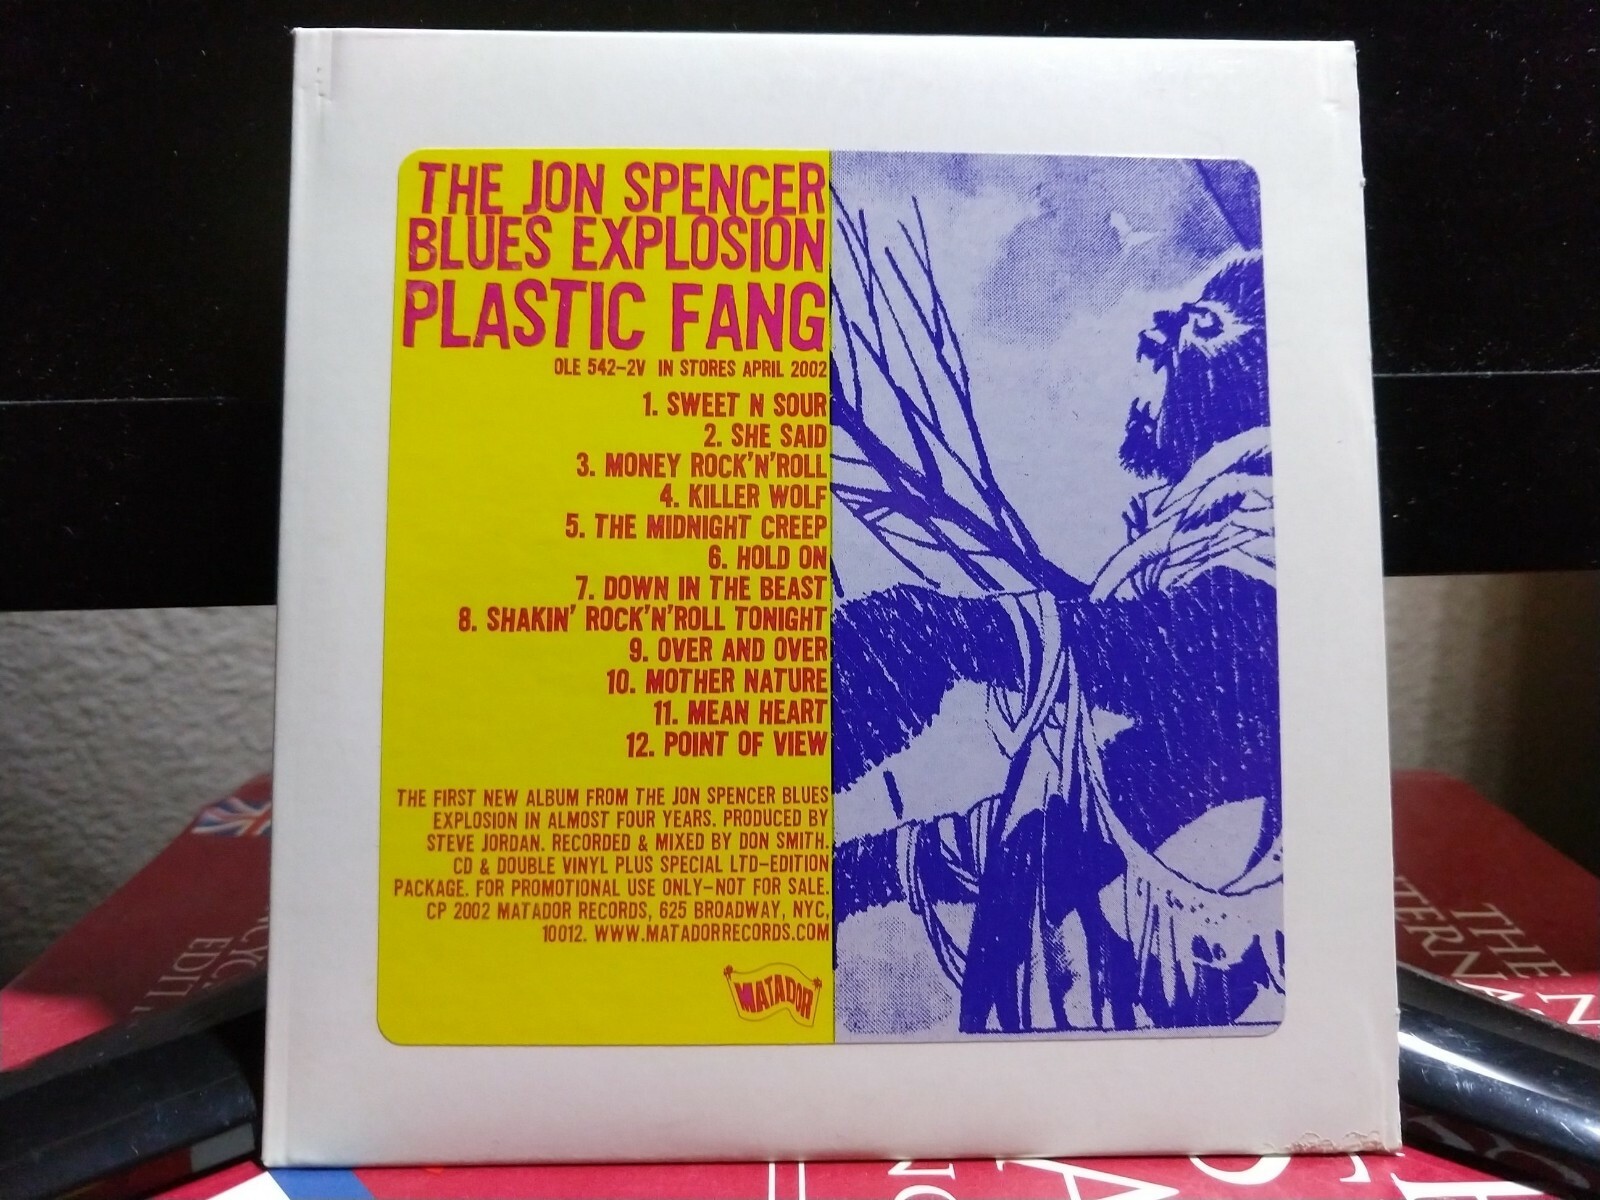 THE JON SPENCER
BLUES EXPLOSION
PLASTIC FANG
OLE 542-2V IN STORES APRIL 2002
1. SWEET N SOUR
2. SHE SAID
3. MONEY ROCK'N'ROLL
4. KILLER WOLF
5. THE MIDNIGHT CREEP
6. HOLD ON
7. DOWN IN THE BEAST
8. SHAKIN' ROCK'N'ROLL TONIGHT
9. OVER AND OVER
10. MOTHER NATURE
11. MEAN HEART
12. POINT OF VIEW
THE FIRST NEW ALBUM FROM THE JON SPENCER BLUES
EXPLOSION IN ALMOST FOUR YEARS. PRODUCED BY
STEVE JORDAN. RECORDED & MIXED BY DON SMITH.
CD & DOUBLE VINYL PLUS SPECIAL LTD-EDITION
PACKAGE. FOR PROMOTIONAL USE ONLY-NOT FOR SALE.
CP 2002 MATADOR RECORDS, 625 BROADWAY, NYC,
10012. WWW.MATADORRECORDS.COM
MATADOR
THE